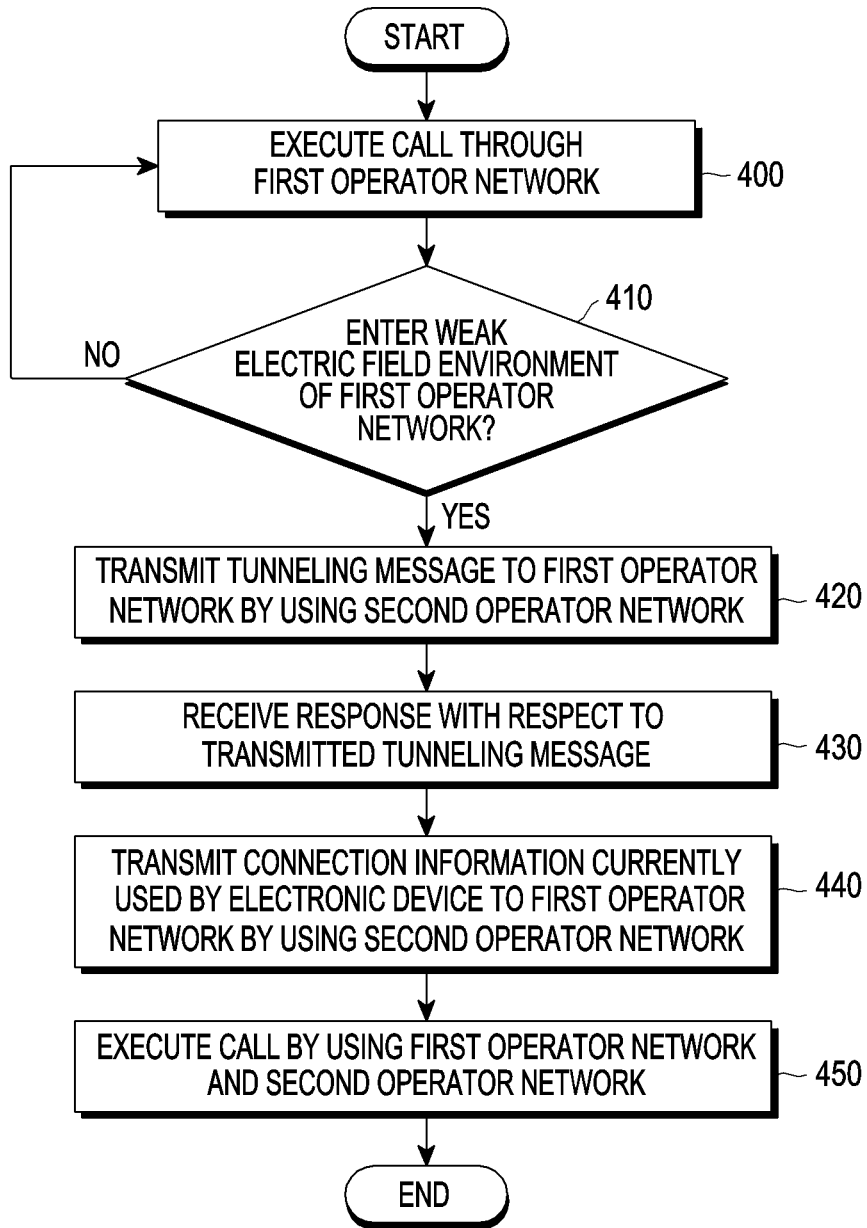 START
EXECUTE CALL THROUGH
FIRST OPERATOR NETWORK
400
410
ENTER WEAK
ELECTRIC FIELD ENVIRONMENT
OF FIRST OPERATOR
NETWORK?
NO
YES
TRANSMIT TUNNELING MESSAGE TO FIRST OPERATOR
NETWORK BY USING SECOND OPERATOR NETWORK
420
RECEIVE RESPONSE WITH RESPECT TO
TRANSMITTED TUNNELING MESSAGE
430
TRANSMIT CONNECTION INFORMATION CURRENTLY
USED BY ELECTRONIC DEVICE TO FIRST OPERATOR
NETWORK BY USING SECOND OPERATOR NETWORK
440
EXECUTE CALL BY USING FIRST OPERATOR NETWORK
AND SECOND OPERATOR NETWORK
450
END